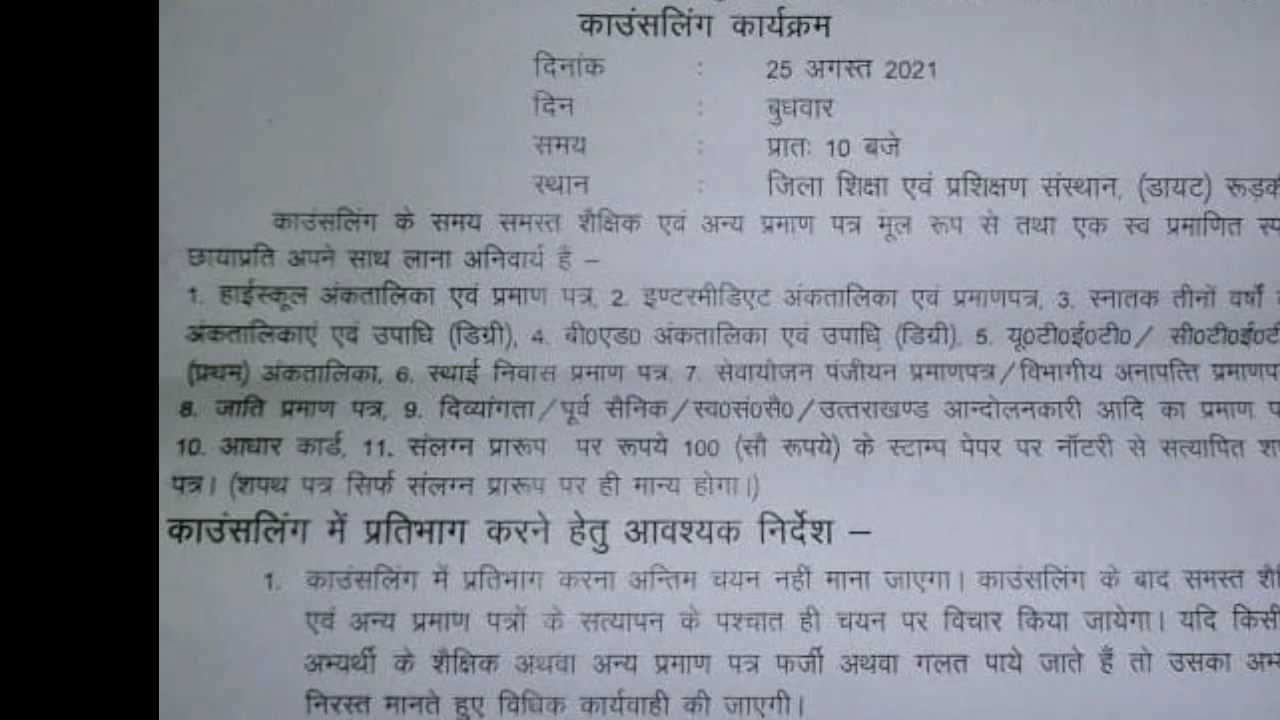 काउंसलिंग कार्यक्रम
दिनांक : 25 अगस्त 2021
दिन : बुधवार
समय : प्रातः 10 बजे
स्थान : जिला शिक्षा एवं प्रशिक्षण संस्थान, (डायट)
काउंसलिंग के समय समस्त शैक्षिक एवं अन्य प्रमाण पत्र मूल रूप से तथा एक स्व प्रमाणित
छायाप्रति अपने साथ लाना अनिवार्य है –
1. हाईस्कूल अंकतालिका एवं प्रमाण पत्र, 2. इण्टरमीडिएट अंकतालिका एवं प्रमाणपत्र, 3. स्नातक तीनों वर्षों
अंकतालिकाएं एवं उपाधि (डिग्री), 4. बी0एड0 अंकतालिका एवं उपाधि (डिग्री). 5. यू0टी0ई0टी0/
(प्रथम) अंकतालिका, 6. स्थाई निवास प्रमाण पत्र, 7. सेवायोजन पंजीयन प्रमाणपत्र/विभागीय अनापत्ति
8. जाति प्रमाण पत्र, 9. दिव्यांगता/पूर्व सैनिक/स्व0सं0सै0/उत्तराखण्ड आन्दोलनकारी आदि का प्रमाण
10. आधार कार्ड, 11. संलग्न प्रारूप पर रूपये 100 (सौ रूपये) के स्टाम्प पेपर पर नॉटरी से सत्यापित
पत्र। (शपथ पत्र सिर्फ संलग्न प्रारूप पर ही मान्य होगा।)
काउंसलिंग में प्रतिभाग करने हेतु आवश्यक निर्देश –
1. काउंसलिंग में प्रतिभाग करना अन्तिम चयन नहीं माना जाएगा। काउंसलिंग के बाद समस्त
एवं अन्य प्रमाण पत्रों के सत्यापन के पश्चात ही चयन पर विचार किया जायेगा। यदि किसी
अभ्यर्थी के शैक्षिक अथवा अन्य प्रमाण पत्र फर्जी अथवा गलत पाये जाते हैं तो उसका
निरस्त मानते हुए विधिक कार्यवाही की जाएगी।